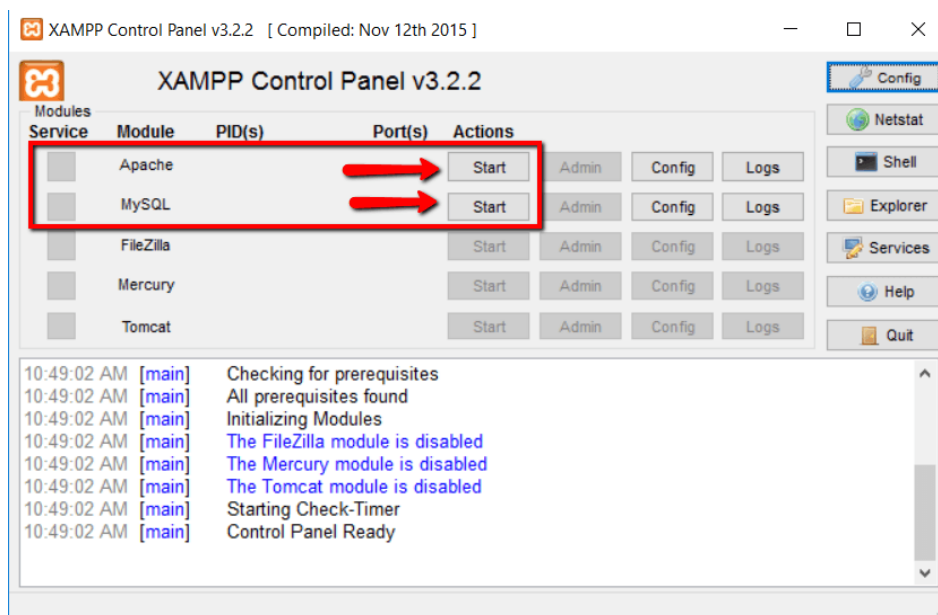 XAMPP Control Panel v3.2.2 [ Compiled: Nov 12th 2015 ]
XAMPP Control Panel v3.2.2
Config
Modules
Netstat
Service Module PID(s) Port(s) Actions
Apache Start Admin Config Logs
Shell
MySQL Start Admin Config Logs
Explorer
FileZilla Start Admin Config Logs
Services
Mercury Start Admin Config Logs
Help
Tomcat Start Admin Config Logs
Quit
10:49:02 AM [main] Checking for prerequisites
10:49:02 AM [main] All prerequisites found
10:49:02 AM [main] Initializing Modules
10:49:02 AM [main] The FileZilla module is disabled
10:49:02 AM [main] The Mercury module is disabled
10:49:02 AM [main] The Tomcat module is disabled
10:49:02 AM [main] Starting Check-Timer
10:49:02 AM [main] Control Panel Ready